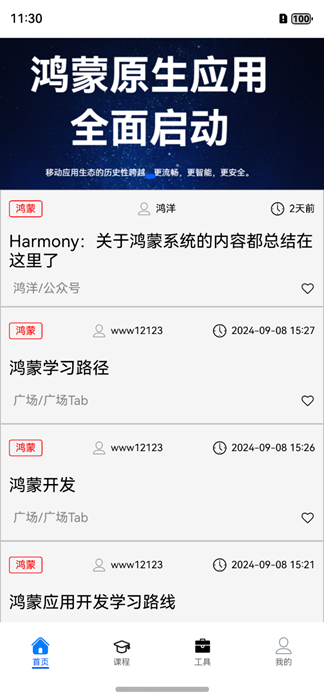 11:30
100
鸿蒙原生应用
全面启动
移动应用生态的历史性跨越 更流畅，更智能，更安全。
鸿蒙 鸿洋 2天前
Harmony：关于鸿蒙系统的内容都总结在
这里了
鸿洋/公众号
鸿蒙 www12123 2024-09-08 15:27
鸿蒙学习路径
广场/广场Tab
鸿蒙 www12123 2024-09-08 15:26
鸿蒙开发
广场/广场Tab
鸿蒙 www12123 2024-09-08 15:21
鸿蒙应用开发学习路线
首页 课程 工具 我的